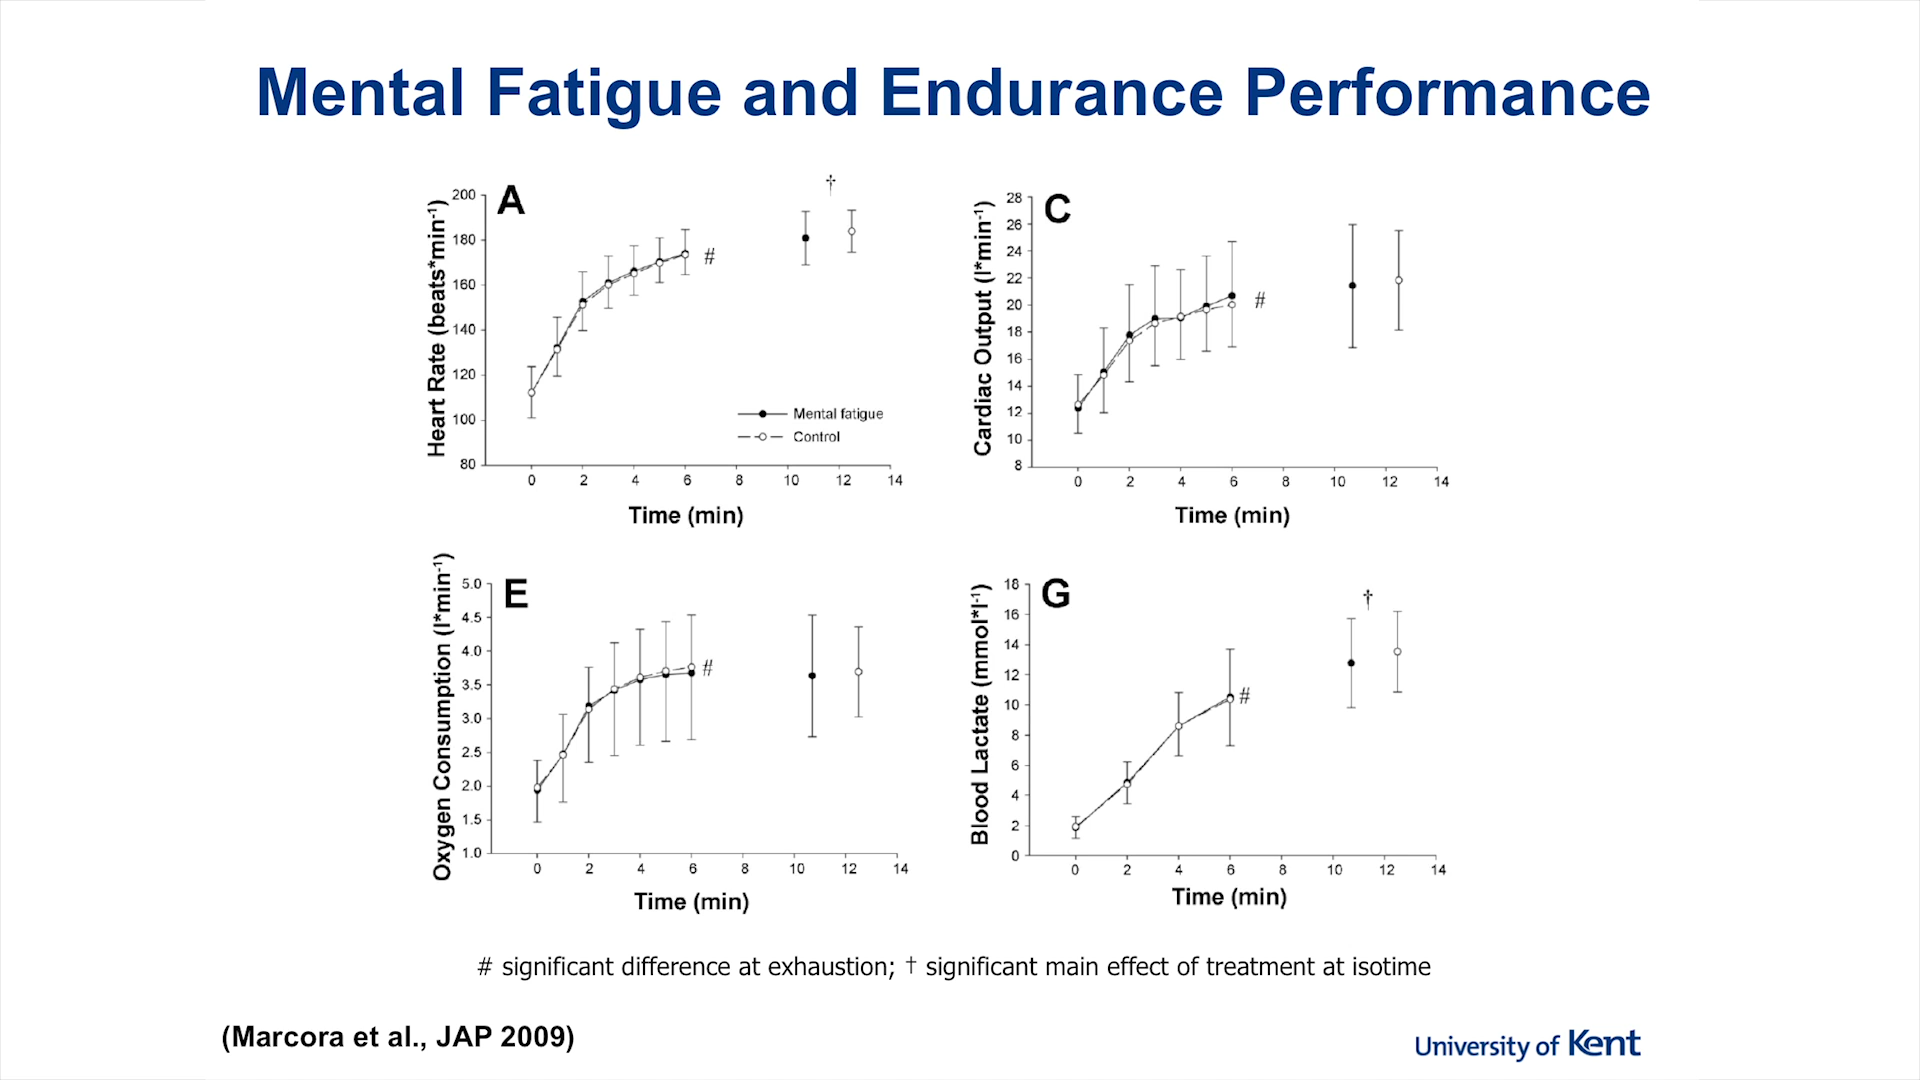 Mental Fatigue and Endurance Performance
A
†
200
180
160
140
120
100
80
Heart Rate (beats*min-1)
#
Mental fatigue
Control
0 2 4 6 8 10 12 14
Time (min)
C
28
26
24
22
20
18
16
14
12
10
8
Cardiac Output (l*min-1)
#
0 2 4 6 8 10 12 14
Time (min)
E
5.0
4.5
4.0
3.5
3.0
2.5
2.0
1.5
1.0
Oxygen Consumption (l*min-1)
#
0 2 4 6 8 10 12 14
Time (min)
G
†
18
16
14
12
10
8
6
4
2
0
Blood Lactate (mmol*l-1)
#
0 2 4 6 8 10 12 14
Time (min)
# significant difference at exhaustion; † significant main effect of treatment at isotime
(Marcora et al., JAP 2009)
University of Kent